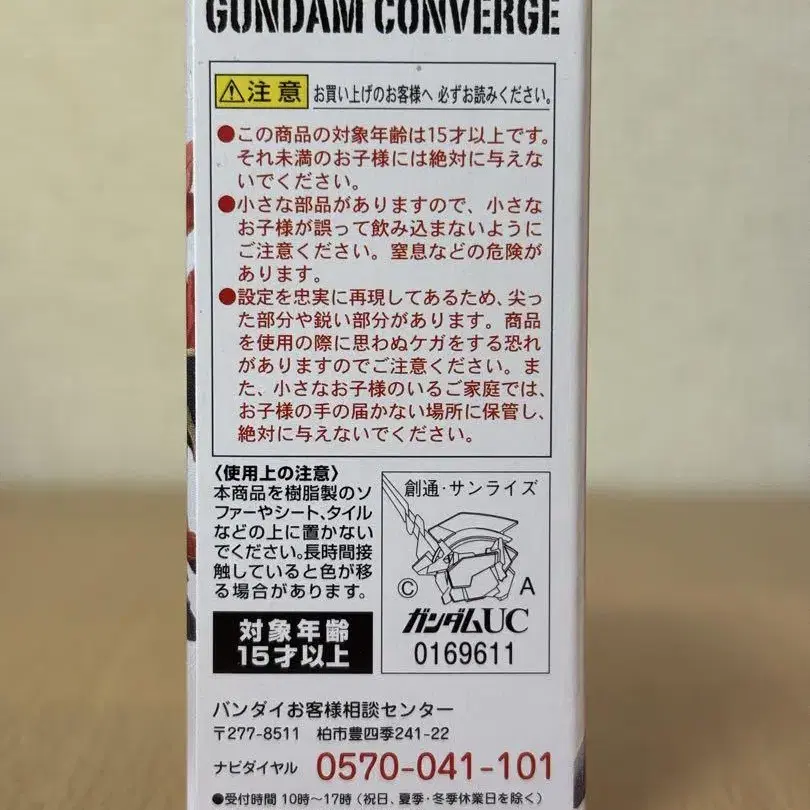 GUNDAM CONVERGE
⚠注意 お買い上げのお客様へ 必ずお読みください。
●この商品の対象年齢は15才以上です。
それ未満のお子様には絶対に与えな
いでください。
●小さな部品がありますので、小さな
お子様が誤って飲み込まないように
ご注意ください。窒息などの危険が
あります。
●設定を忠実に再現してあるため、尖っ
た部分や鋭い部分があります。商品
を使用の際に思わぬケガをする恐れ
がありますのでご注意ください。ま
た、小さなお子様のいるご家庭では、
お子様の手の届かない場所に保管し、
絶対に与えないでください。
〈使用上の注意〉
本商品を樹脂製のソ
ファーやシート、タイル
などの上に置かない
でください。長時間接
触していると色が移
る場合があります。
対象年齢
15才以上
創通・サンライズ
© A
ガンダムUC
0169611
バンダイお客様相談センター
〒277-8511 柏市豊四季241-22
ナビダイヤル 0570-041-101
●受付時間 10時〜17時(祝日、夏季・冬季休業日を除く)